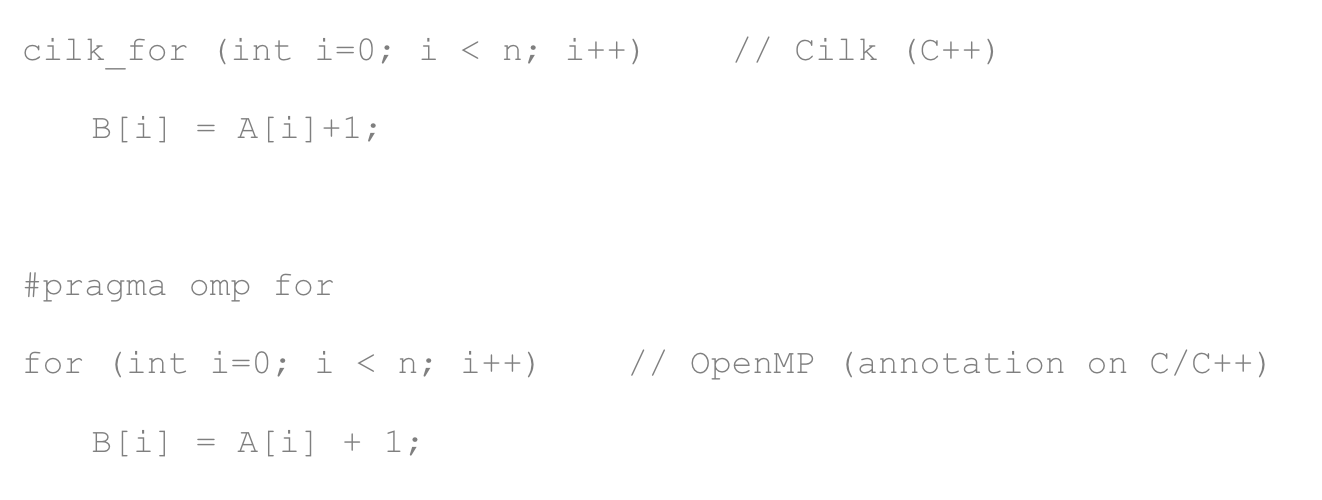 cilk_for (int i=0; i < n; i++)    // Cilk (C++)
B[i] = A[i]+1;
#pragma omp for
for (int i=0; i < n; i++)    // OpenMP (annotation on C/C++)
B[i] = A[i] + 1;